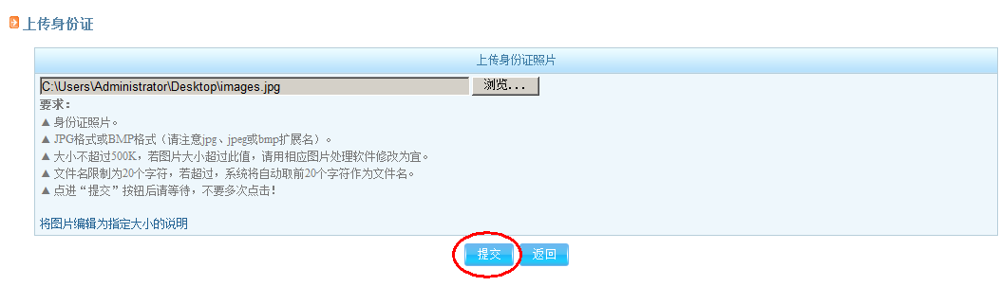 上传身份证
上传身份证照片
C:\Users\Administrator\Desktop\images.jpg 浏览...
要求：
▲ 身份证照片。
▲ JPG格式或BMP格式（请注意jpg、jpeg或bmp扩展名）。
▲ 大小不超过500K，若图片大小超过此值，请用相应图片处理软件修改为宜。
▲ 文件名限制为20个字符，若超过，系统将自动取前20个字符作为文件名。
▲ 点进“提交”按钮后请等待，不要多次点击！
将图片编辑为指定大小的说明
提交 返回